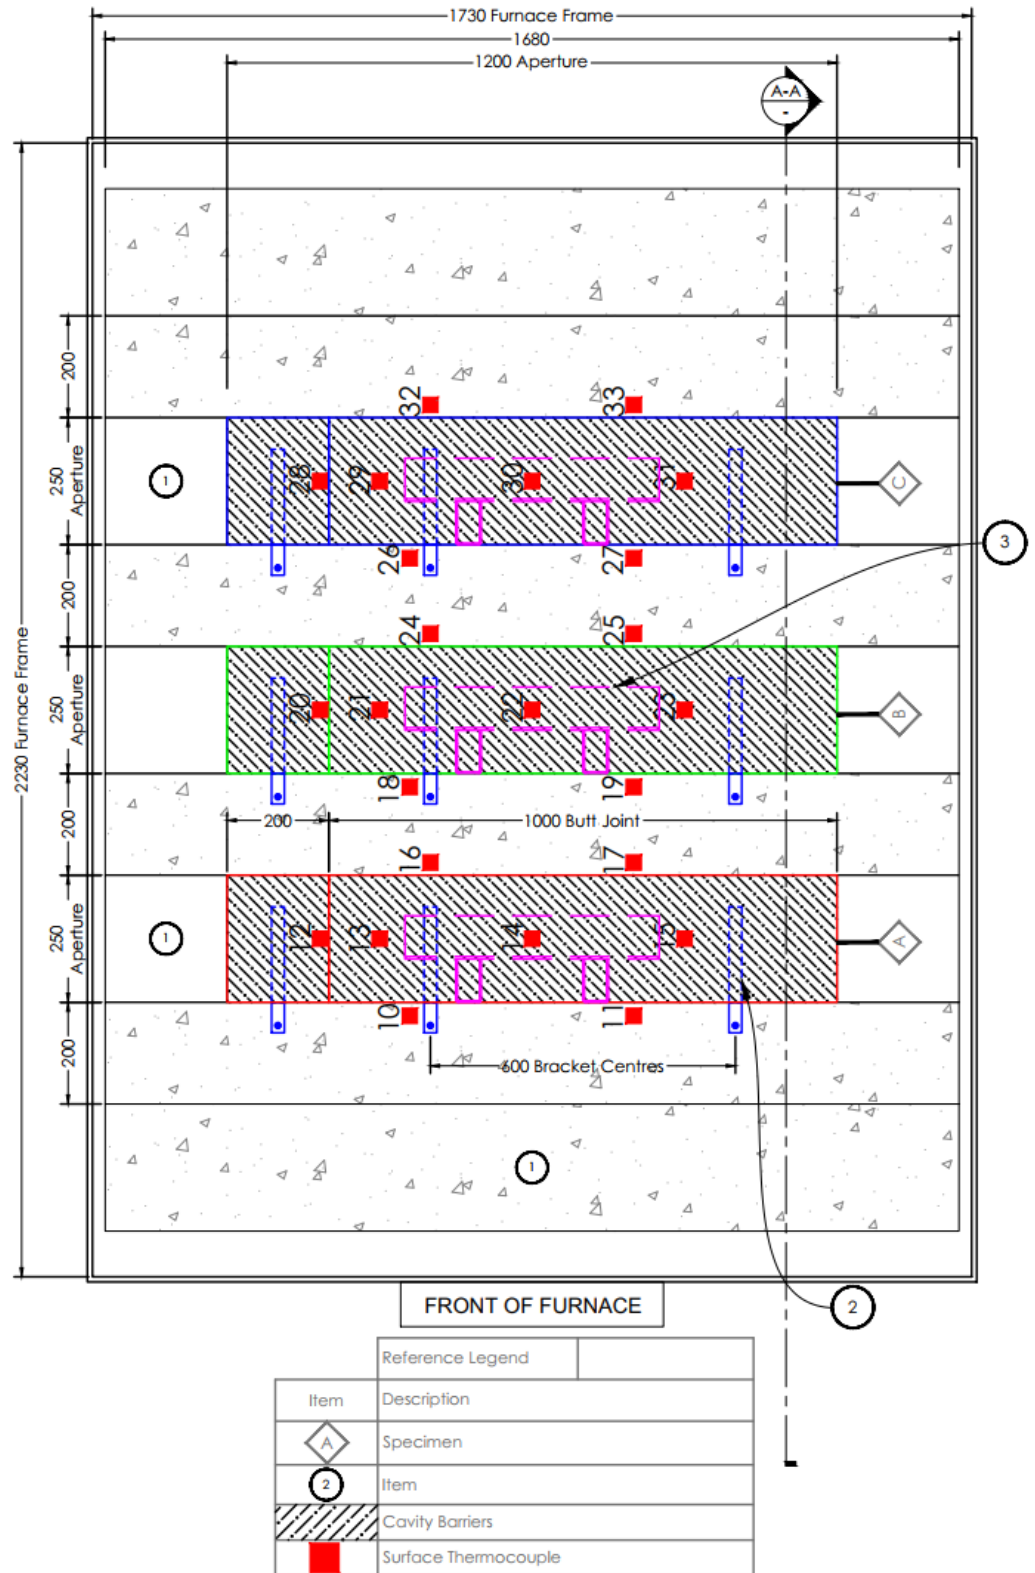 1730 Furnace Frame
1680
1200 Aperture
A-A
-
200
32
33
250
Aperture
1
28
29
30
31
C
26
27
3
200
24
25
2230 Furnace Frame
250
Aperture
20
21
22
23
B
18
19
200
200
1000 Butt Joint
16
17
250
Aperture
1
12
13
14
15
A
10
11
200
600 Bracket Centres
1
2
FRONT OF FURNACE
Reference Legend
Item
Description
A
Specimen
2
Item
Cavity Barriers
Surface Thermocouple